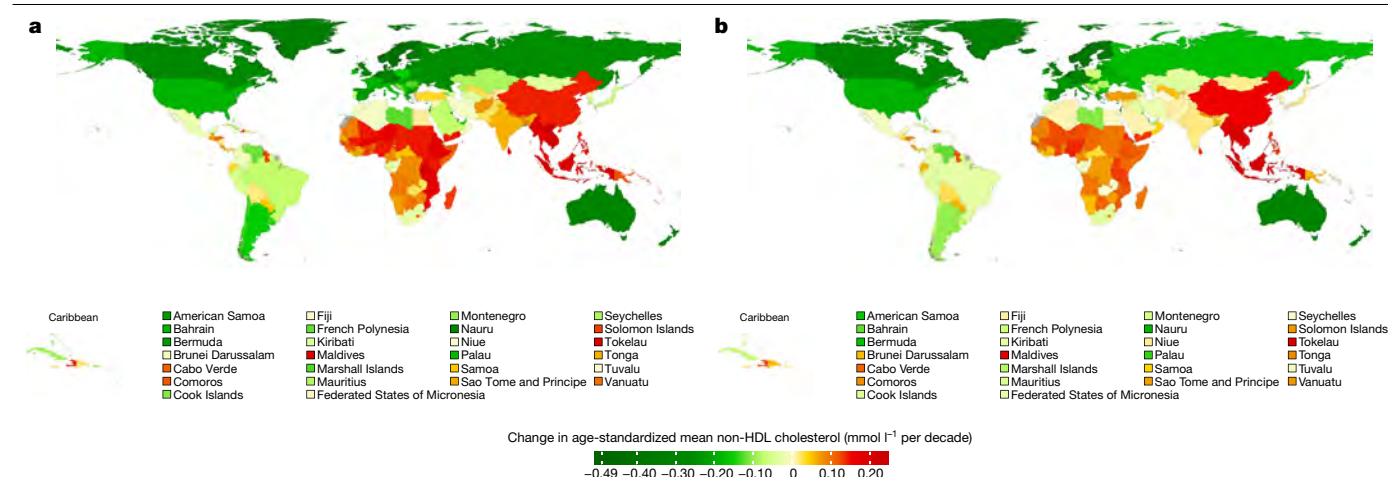 a
b
Caribbean
American Samoa
Bahrain
Bermuda
Brunei Darussalam
Cabo Verde
Comoros
Cook Islands
Fiji
French Polynesia
Kiribati
Maldives
Marshall Islands
Mauritius
Federated States of Micronesia
Montenegro
Nauru
Niue
Palau
Samoa
Sao Tome and Principe
Seychelles
Solomon Islands
Tokelau
Tonga
Tuvalu
Vanuatu
Caribbean
American Samoa
Bahrain
Bermuda
Brunei Darussalam
Cabo Verde
Comoros
Cook Islands
Fiji
French Polynesia
Kiribati
Maldives
Marshall Islands
Mauritius
Federated States of Micronesia
Montenegro
Nauru
Niue
Palau
Samoa
Sao Tome and Principe
Seychelles
Solomon Islands
Tokelau
Tonga
Tuvalu
Vanuatu
Change in age-standardized mean non-HDL cholesterol (mmol l⁻¹ per decade)
−0.49 −0.40 −0.30 −0.20 −0.10 0 0.10 0.20